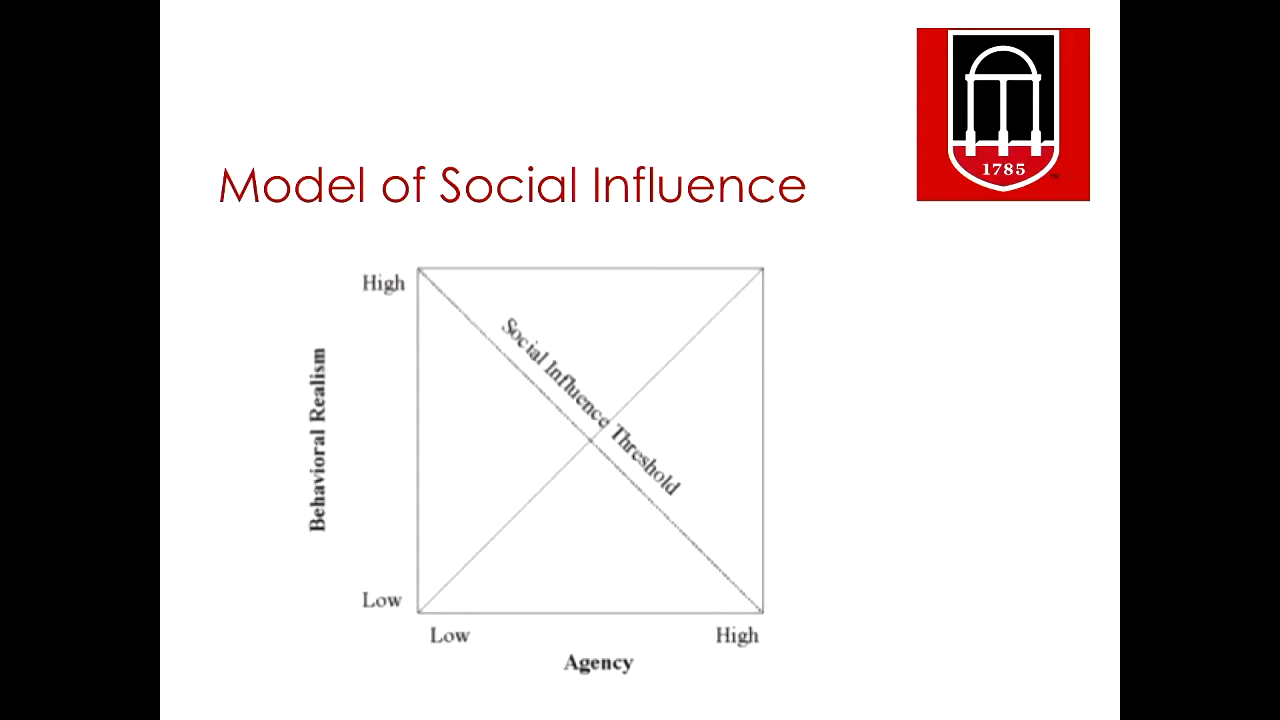 1785
Model of Social Influence
High
Social Influence Threshold
Behavioral Realism
Low
Low
High
Agency